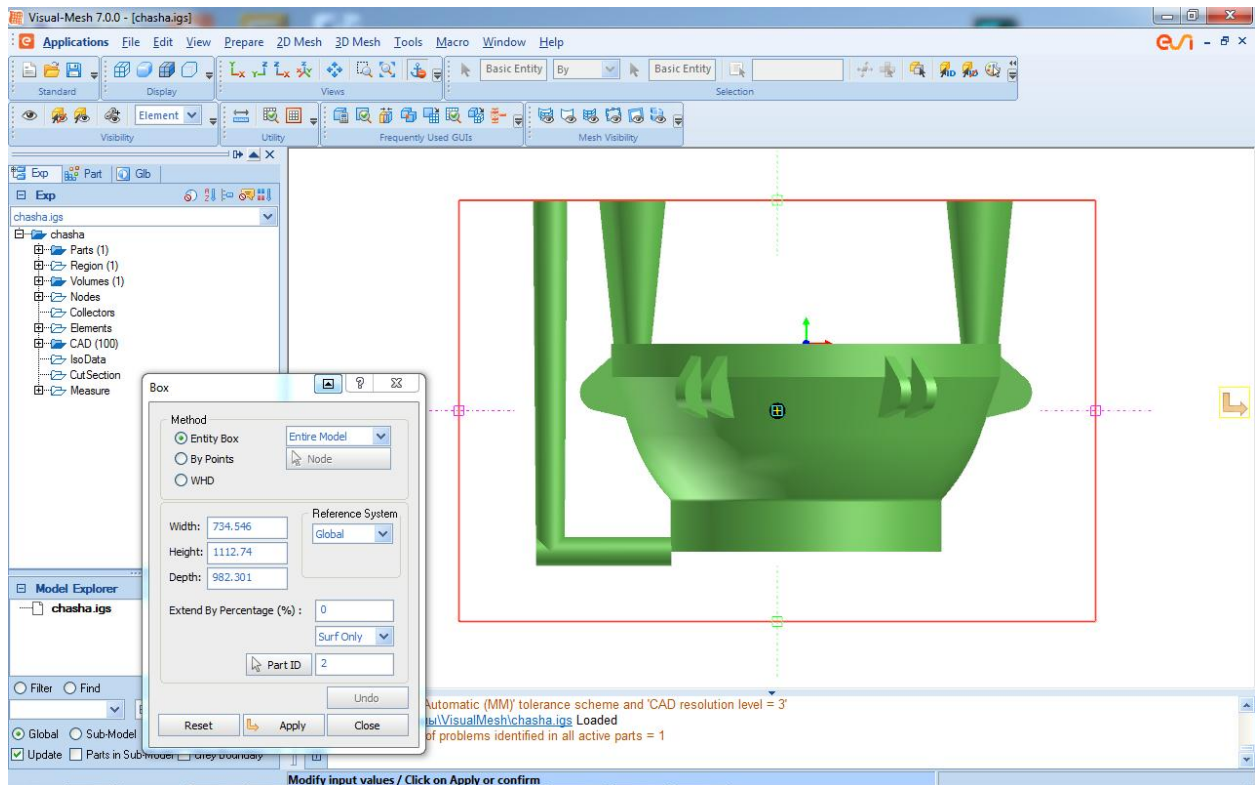 Visual-Mesh 7.0.0 - [chasha.igs]
Applications File Edit View Prepare 2D Mesh 3D Mesh Tools Macro Window Help
esi
Basic Entity By Basic Entity
Standard Display Views Selection
Element
Visibility Utility Frequently Used GUIs Mesh Visibility
Exp Part Glb
Exp
chasha.igs
chasha
Parts (1)
Region (1)
Volumes (1)
Nodes
Collectors
Elements
CAD (100)
IsoData
CutSection
Measure
Model Explorer
chasha.igs
Filter Find
Global Sub-Model
Update Parts in Sub-Model Grey Boundary
Box
Method
Entity Box Entire Model
By Points Node
WHD
Reference System
Width: 734.546 Global
Height: 1112.74
Depth: 982.301
Extend By Percentage (%) : 0
Surf Only
Part ID 2
Undo
Reset Apply Close
Automatic (MM)' tolerance scheme and 'CAD resolution level = 3'
ы\VisualMesh\chasha.igs Loaded
of problems identified in all active parts = 1
Modify input values / Click on Apply or confirm